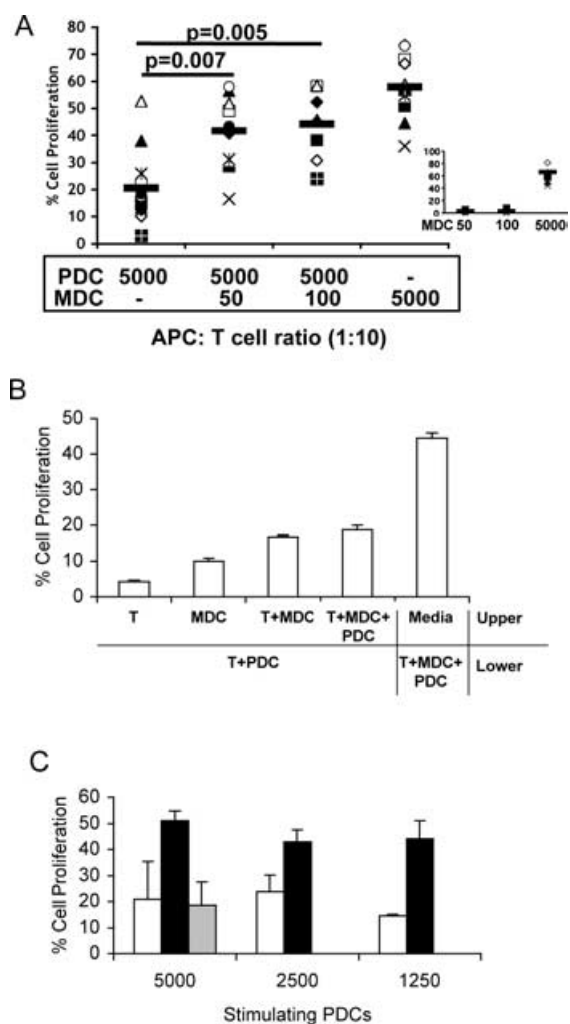 A
% Cell Proliferation
80
70
60
50
40
30
20
10
0
p=0.005
p=0.007
100
80
60
40
20
0
MDC 50 100 5000
PDC 5000 5000 5000 -
MDC - 50 100 5000
APC: T cell ratio (1:10)
B
% Cell Proliferation
50
40
30
20
10
0
T MDC T+MDC T+MDC+ PDC Media Upper
T+PDC T+MDC+ PDC Lower
C
% Cell Proliferation
60
50
40
30
20
10
0
5000 2500 1250
Stimulating PDCs